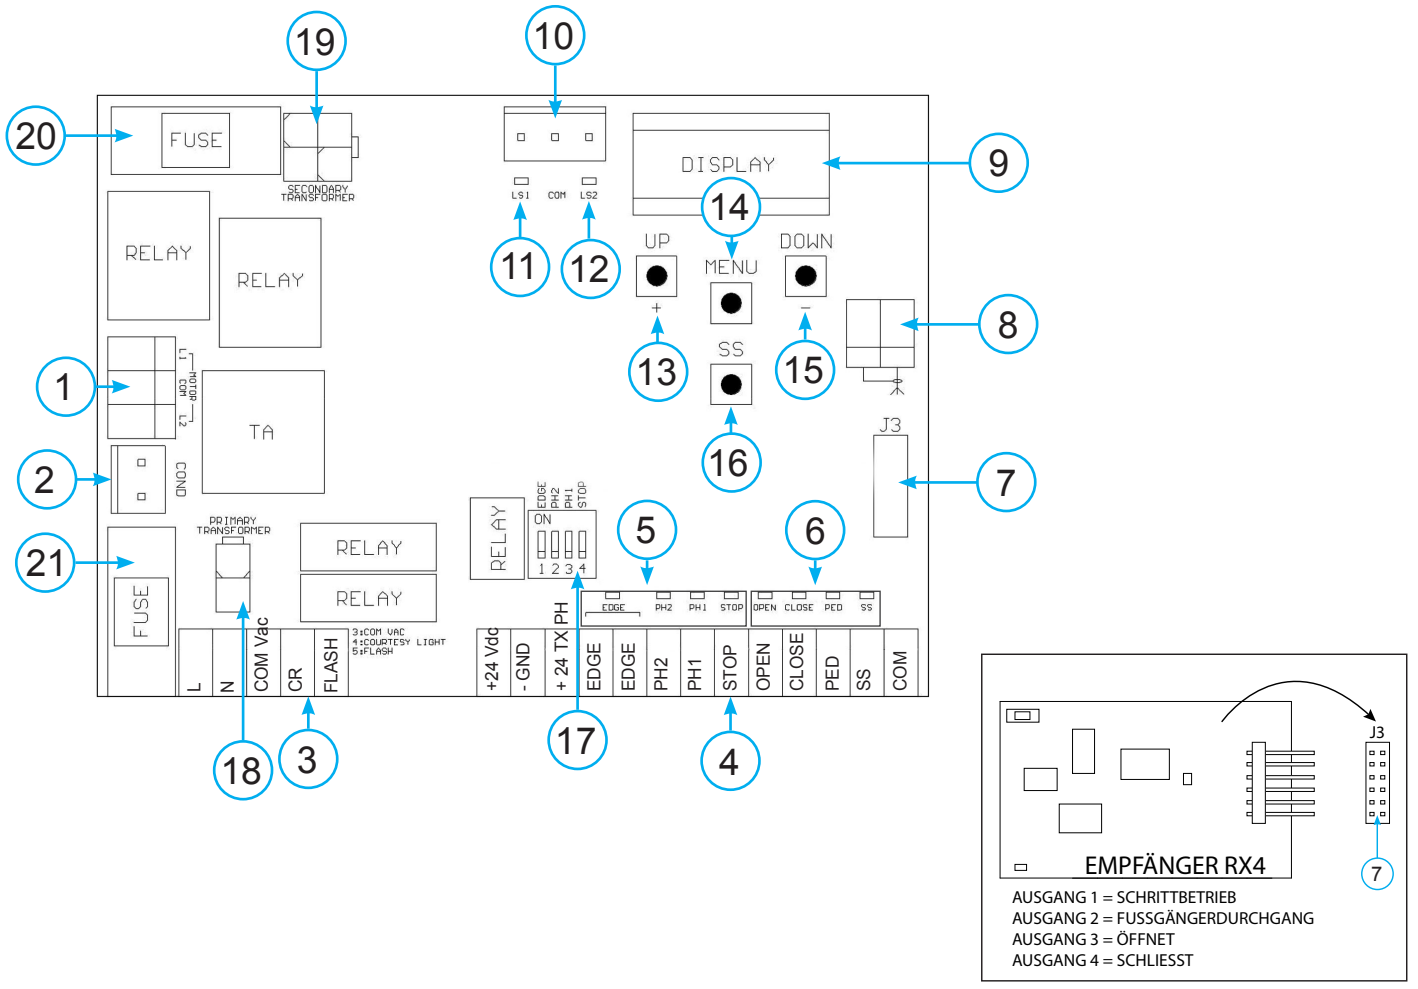 19
10
20
FUSE
SECONDARY
TRANSFORMER
DISPLAY
9
LS1 COM LS2
14
11
12
UP
MENU
DOWN
+
-
RELAY
RELAY
8
13
SS
15
1
L1
MOTOR
COM
L2
TA
J3
16
2
COND
7
PRIMARY
TRANSFORMER
RELAY
EDGE
PH2
PH1
STOP
ON
1 2 3 4
5
6
21
RELAY
RELAY
FUSE
EDGE PH2 PH1 STOP
OPEN CLOSE PED SS
3:COM VAC
4:COURTESY LIGHT
5:FLASH
L
N
COM Vac
CR
FLASH
+24 Vdc
- GND
+ 24 TX PH
EDGE
EDGE
PH2
PH1
STOP
OPEN
CLOSE
PED
SS
COM
18
3
17
4
J3
7
EMPFÄNGER RX4
AUSGANG 1 = SCHRITTBETRIEB
AUSGANG 2 = FUSSGÄNGERDURCHGANG
AUSGANG 3 = ÖFFNET
AUSGANG 4 = SCHLIESST